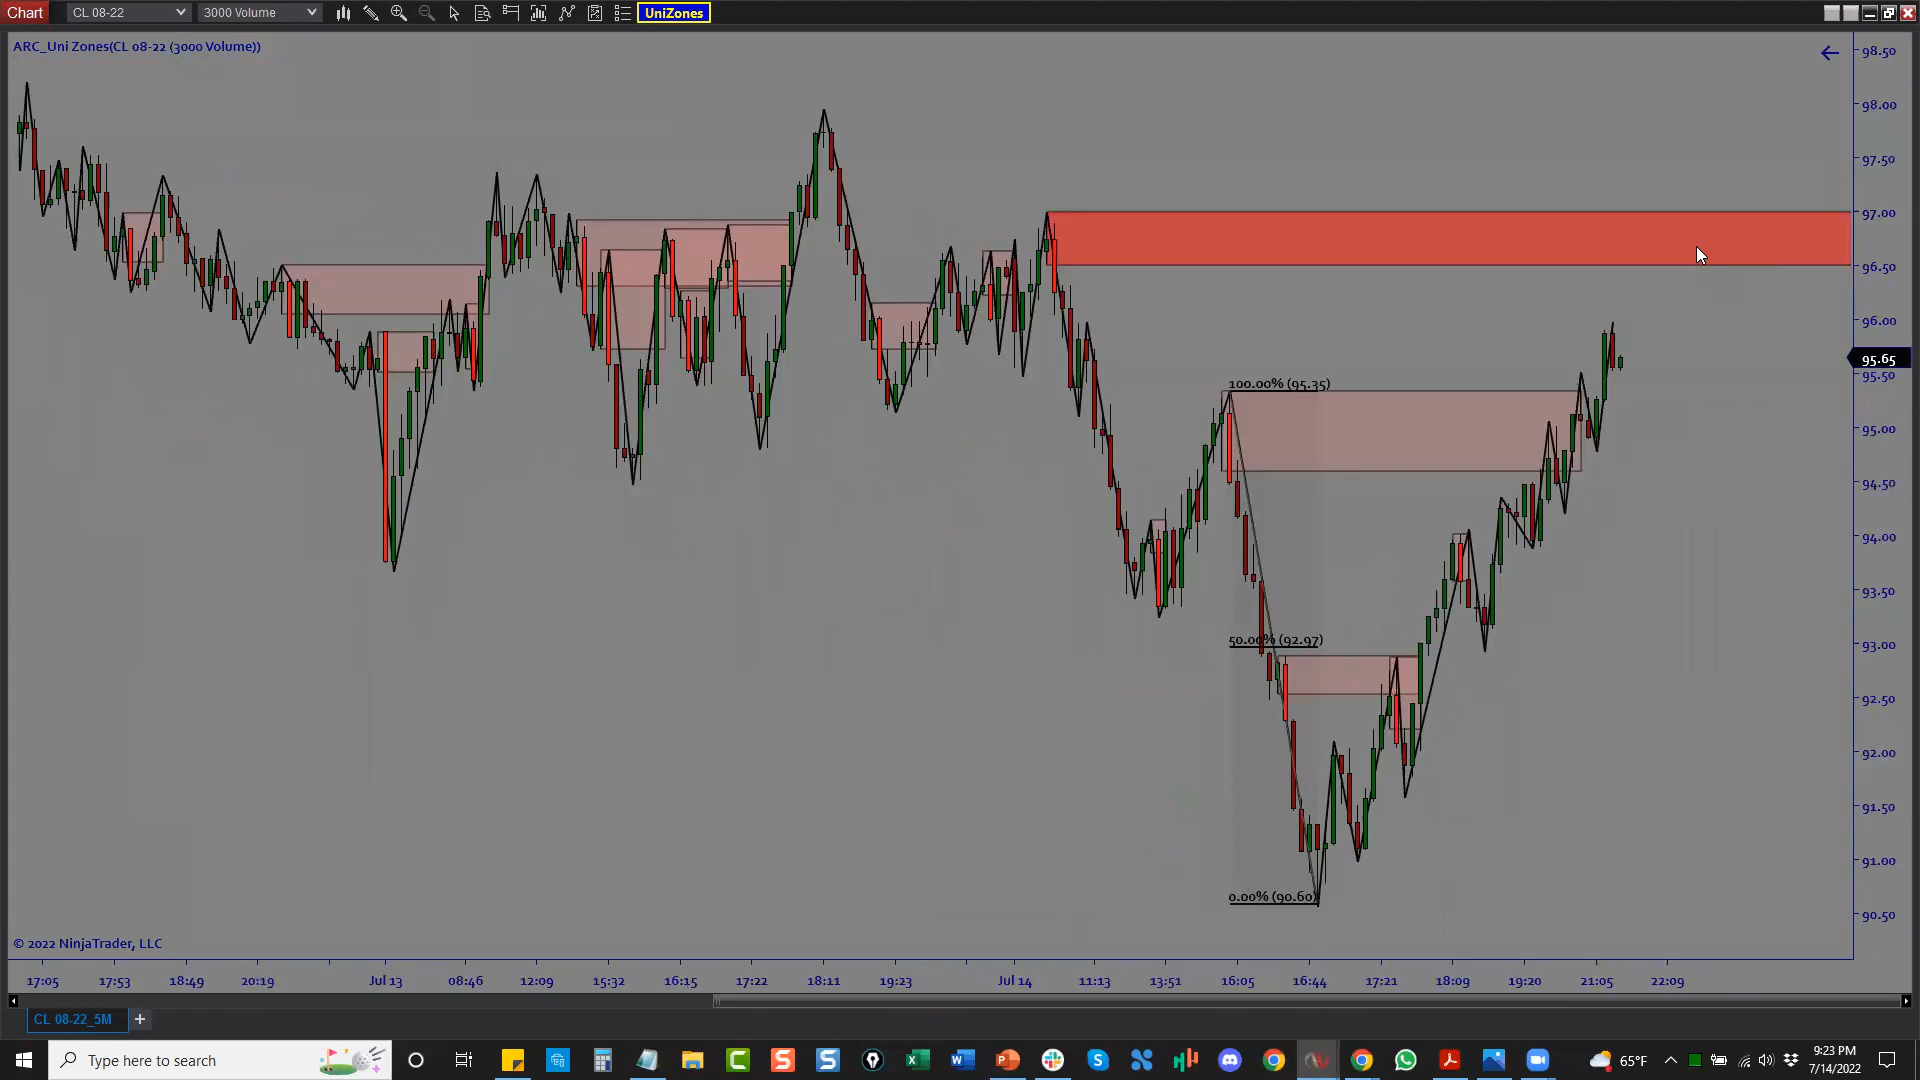 Chart CL 08-22 3000 Volume UniZones
ARC_Uni Zones(CL 08-22 (3000 Volume))
98.50
98.00
97.50
97.00
96.50
96.00
95.65
95.50
95.00
94.50
94.00
93.50
93.00
92.50
92.00
91.50
91.00
90.50
100.00% (95.35)
50.00% (92.97)
0.00% (90.60)
© 2022 NinjaTrader, LLC
17:05 17:53 18:49 20:19 Jul 13 08:46 12:09 15:32 16:15 17:22 18:11 19:23 Jul 14 11:13 13:51 16:05 16:44 17:21 18:09 19:20 21:05 22:09
CL 08-22_5M +
Type here to search
65°F
9:23 PM
7/14/2022